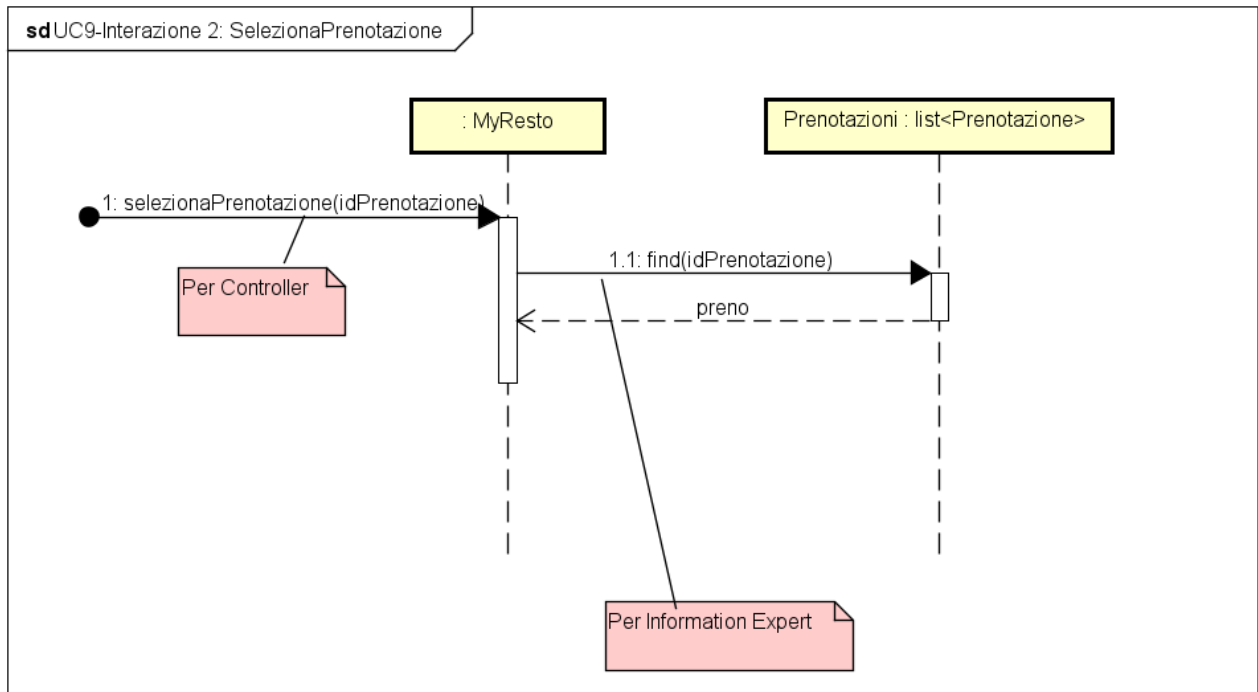 sd UC9-Interazione 2: SelezionaPrenotazione
: MyResto
Prenotazioni : list<Prenotazione>
1: selezionaPrenotazione(idPrenotazione)
Per Controller
1.1: find(idPrenotazione)
preno
Per Information Expert